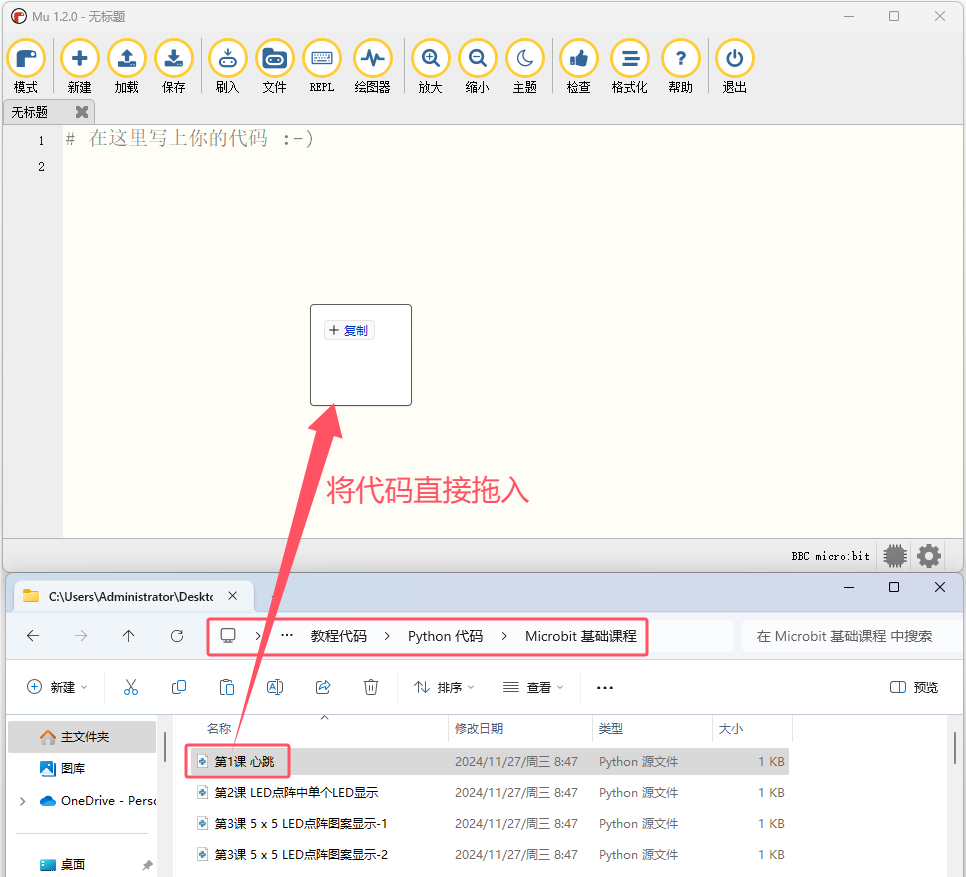 Mu 1.2.0 - 无标题
模式 新建 加载 保存 刷入 文件 REPL 绘图器 放大 缩小 主题 检查 格式化 帮助 退出
无标题
1 # 在这里写上你的代码 :-)
2
+ 复制
将代码直接拖入
BBC micro:bit
C:\Users\Administrator\Deskto
教程代码 > Python 代码 > Microbit 基础课程
在 Microbit 基础课程 中搜索
新建 排序 查看 ··· 预览
名称 修改日期 类型 大小
主文件夹
图库
OneDrive - Perso
桌面
第1课 心跳 2024/11/27/周三 8:47 Python 源文件 1 KB
第2课 LED点阵中单个LED显示 2024/11/27/周三 8:47 Python 源文件 1 KB
第3课 5 x 5 LED点阵图案显示-1 2024/11/27/周三 8:47 Python 源文件 1 KB
第3课 5 x 5 LED点阵图案显示-2 2024/11/27/周三 8:47 Python 源文件 1 KB